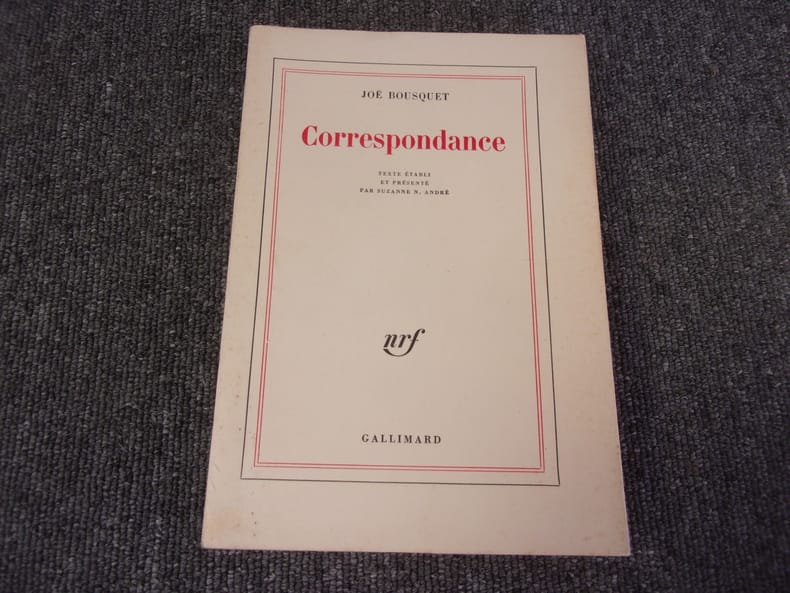 JOË BOUSQUET
Correspondance
TEXTE ÉTABLI
ET PRÉSENTÉ
PAR SUZANNE N. ANDRÉ
nrf
GALLIMARD